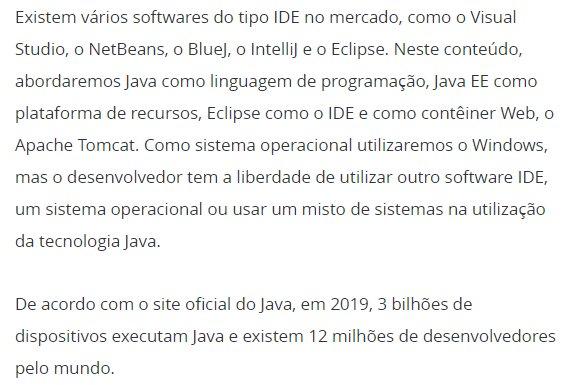 Existem vários softwares do tipo IDE no mercado, como o Visual
Studio, o NetBeans, o BlueJ, o IntelliJ e o Eclipse. Neste conteúdo,
abordaremos Java como linguagem de programação, Java EE como
plataforma de recursos, Eclipse como o IDE e como contêiner Web, o
Apache Tomcat. Como sistema operacional utilizaremos o Windows,
mas o desenvolvedor tem a liberdade de utilizar outro software IDE,
um sistema operacional ou usar um misto de sistemas na utilização
da tecnologia Java.
De acordo com o site oficial do Java, em 2019, 3 bilhões de
dispositivos executam Java e existem 12 milhões de desenvolvedores
pelo mundo.